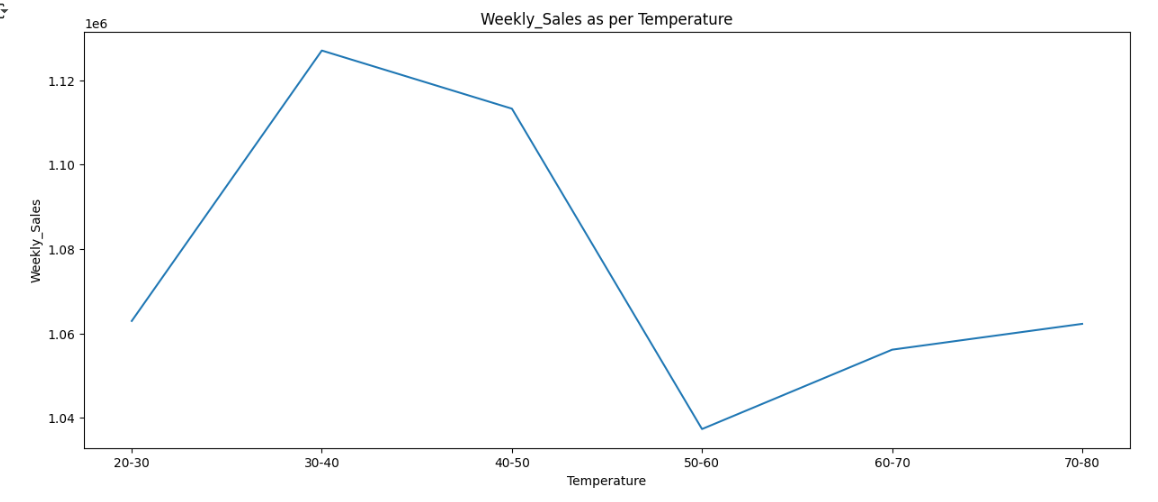 Weekly_Sales as per Temperature
1e6
1.12
1.10
1.08
1.06
1.04
Weekly_Sales
20-30 30-40 40-50 50-60 60-70 70-80
Temperature